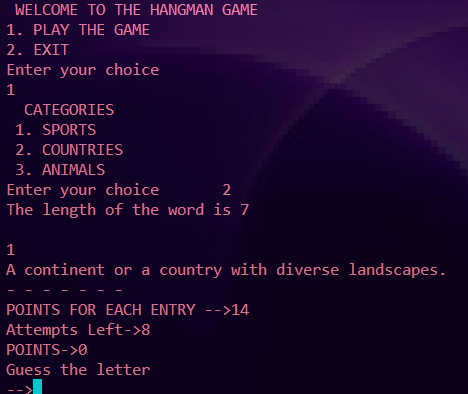 WELCOME TO THE HANGMAN GAME
1. PLAY THE GAME
2. EXIT
Enter your choice
1
CATEGORIES
1. SPORTS
2. COUNTRIES
3. ANIMALS
Enter your choice 2
The length of the word is 7
1
A continent or a country with diverse landscapes.
- - - - - - -
POINTS FOR EACH ENTRY -->14
Attempts Left->8
POINTS->0
Guess the letter
-->